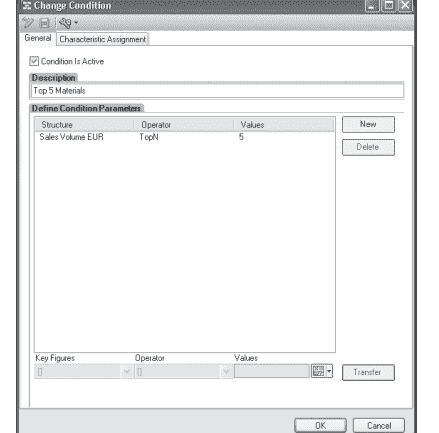 Change Condition
General Characteristic Assignment
Condition Is Active
Description
Top 5 Materials
Define Condition Parameters
Structure Operator Values
Sales Volume EUR TopN 5
New
Delete
Key Figures Operator Values
[] []
Transfer
OK Cancel